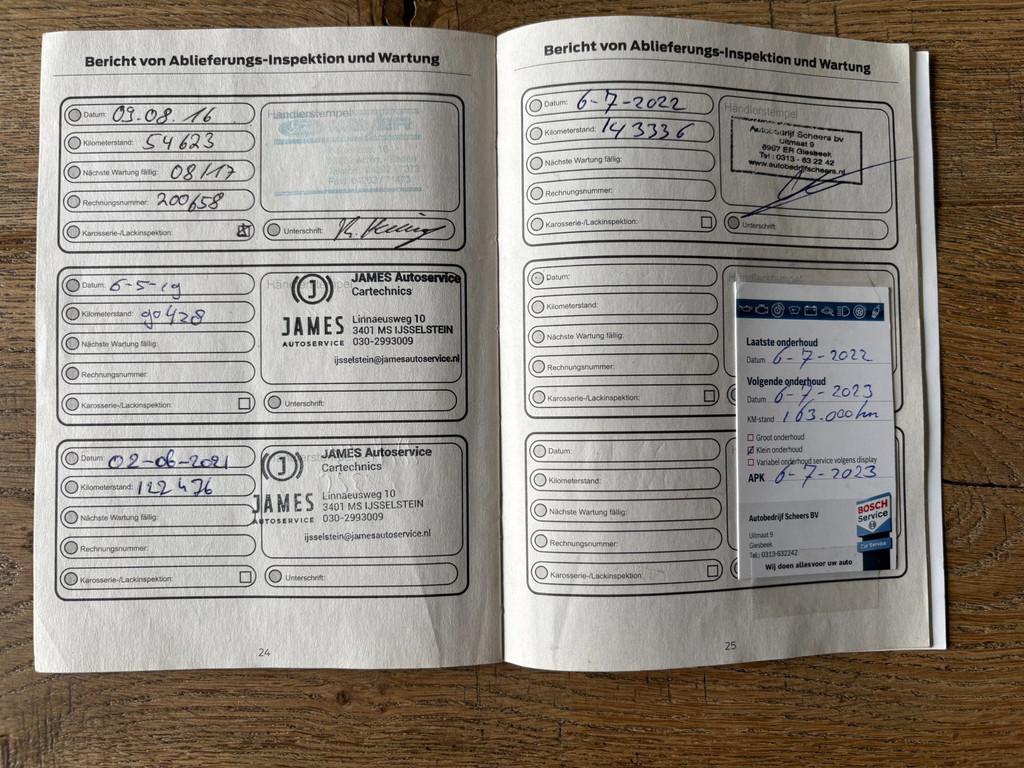 Bericht von Ablieferungs-Inspektion und Wartung
Datum: 09.08.16
Kilometerstand: 54623
Nächste Wartung fällig: 08/17
Rechnungsnummer: 200658
Karosserie-/Lackinspektion:
Händlerstempel
Unterschrift:
Datum: 6-5-19
Kilometerstand: 90428
Nächste Wartung fällig:
Rechnungsnummer:
Karosserie-/Lackinspektion:
JAMES Autoservice
Cartechnics
J
JAMES
AUTOSERVICE
Linnaeusweg 10
3401 MS IJSSELSTEIN
030-2993009
ijsselstein@jamesautoservice.nl
Unterschrift:
Datum: 02-06-2021
Kilometerstand: 122476
Nächste Wartung fällig:
Rechnungsnummer:
Karosserie-/Lackinspektion:
JAMES Autoservice
Cartechnics
J
JAMES
AUTOSERVICE
Linnaeusweg 10
3401 MS IJSSELSTEIN
030-2993009
ijsselstein@jamesautoservice.nl
Unterschrift:
24
Bericht von Ablieferungs-Inspektion und Wartung
Datum: 6-7-2022
Kilometerstand: 143336
Nächste Wartung fällig:
Rechnungsnummer:
Karosserie-/Lackinspektion:
Händlerstempel
Autobedrijf Scheers bv
Uitmaat 9
6987 ER Giesbeek
Tel: 0313 - 63 22 42
www.autobedrijfscheers.nl
Unterschrift:
Datum:
Kilometerstand:
Nächste Wartung fällig:
Rechnungsnummer:
Karosserie-/Lackinspektion:
Händlerstempel
Datum:
Kilometerstand:
Nächste Wartung fällig:
Rechnungsnummer:
Karosserie-/Lackinspektion:
Laatste onderhoud
Datum 6-7-2022
Volgende onderhoud
Datum 6-7-2023
KM-stand 163.000 km
Groot onderhoud
Klein onderhoud
Variabel onderhoud service volgens display
APK 6-7-2023
BOSCH
Service
Car Service
Autobedrijf Scheers BV
Uitmaat 9
Giesbeek
Tel.: 0313-632242
Wij doen alles voor uw auto
25